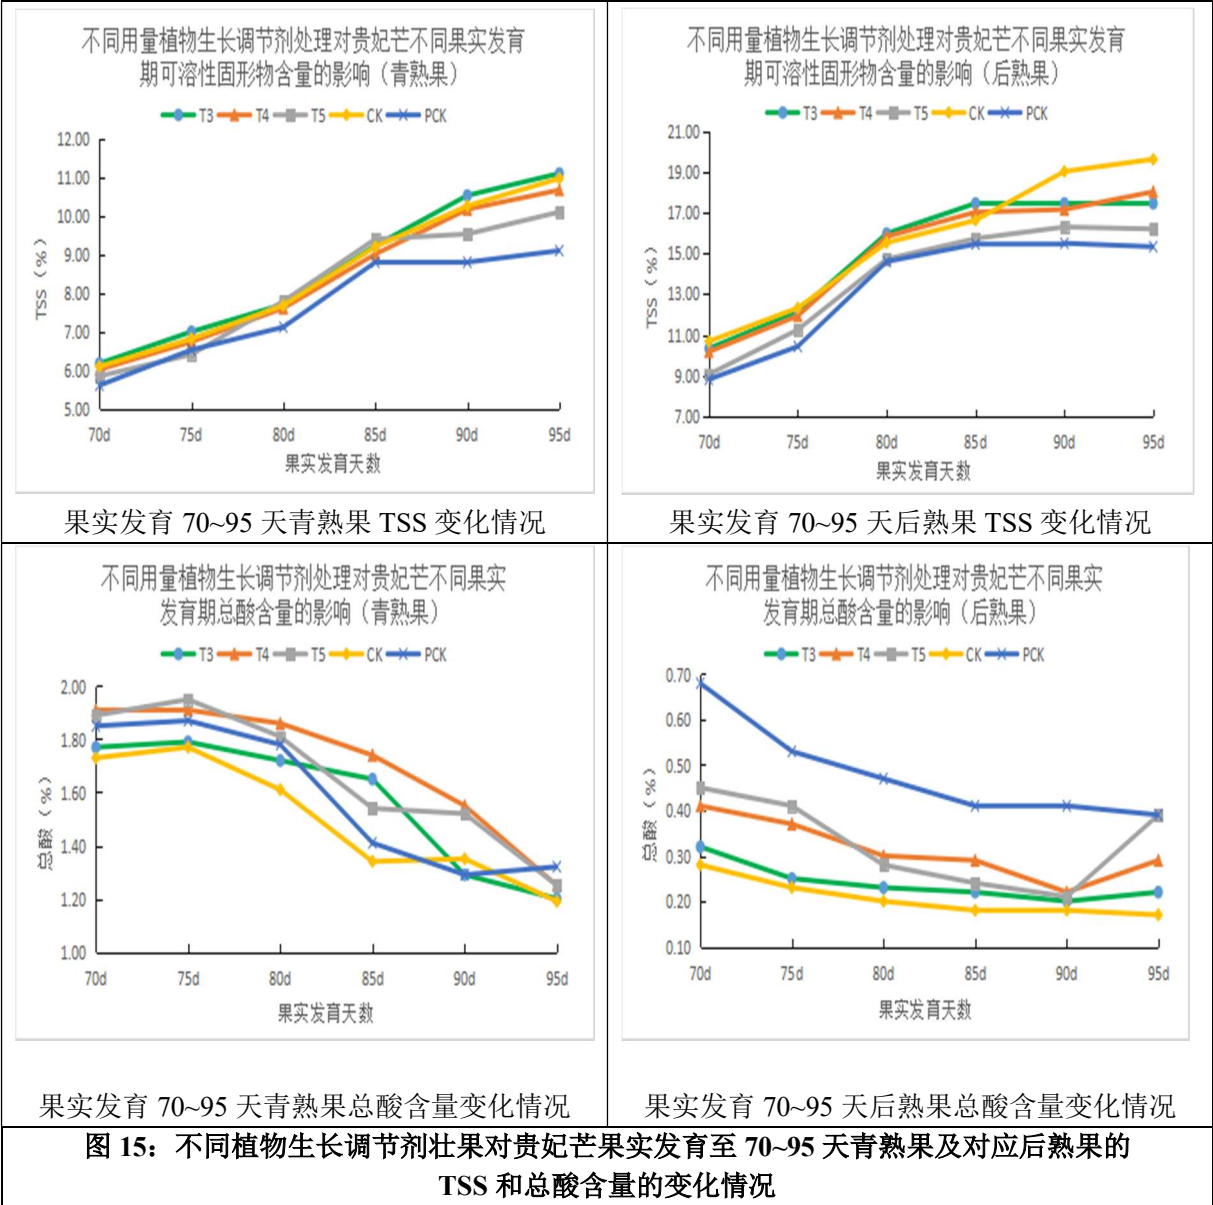 不同用量植物生长调节剂处理对贵妃芒不同果实发育
期可溶性固形物含量的影响（青熟果）
T3 T4 T5 CK PCK
12.00
11.00
10.00
9.00
8.00
7.00
6.00
5.00
TSS（%）
70d 75d 80d 85d 90d 95d
果实发育天数
果实发育 70~95 天青熟果 TSS 变化情况
不同用量植物生长调节剂处理对贵妃芒不同果实发育
期可溶性固形物含量的影响（后熟果）
T3 T4 T5 CK PCK
21.00
19.00
17.00
15.00
13.00
11.00
9.00
7.00
TSS（%）
70d 75d 80d 85d 90d 95d
果实发育天数
果实发育 70~95 天后熟果 TSS 变化情况
不同用量植物生长调节剂处理对贵妃芒不同果实
发育期总酸含量的影响（青熟果）
T3 T4 T5 CK PCK
2.00
1.80
1.60
1.40
1.20
1.00
总酸（%）
70d 75d 80d 85d 90d 95d
果实发育天数
果实发育 70~95 天青熟果总酸含量变化情况
不同用量植物生长调节剂处理对贵妃芒不同果实
发育期总酸含量的影响（后熟果）
T3 T4 T5 CK PCK
0.70
0.60
0.50
0.40
0.30
0.20
0.10
总酸（%）
70d 75d 80d 85d 90d 95d
果实发育天数
果实发育 70~95 天后熟果总酸含量变化情况
图 15：不同植物生长调节剂壮果对贵妃芒果实发育至 70~95 天青熟果及对应后熟果的
TSS 和总酸含量的变化情况